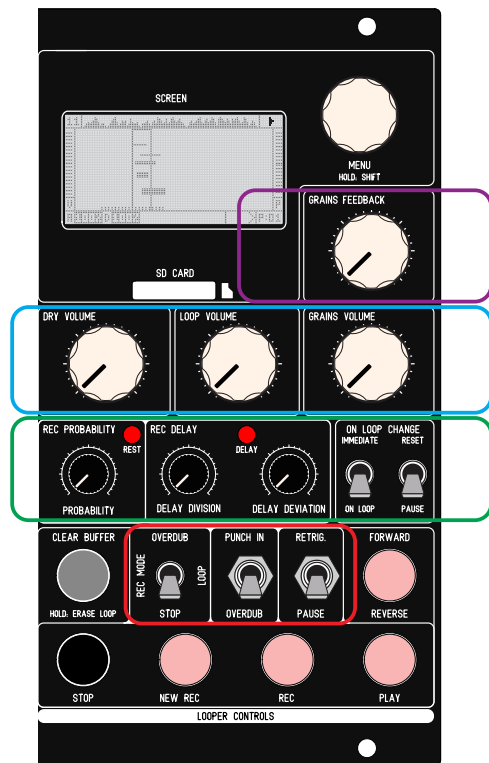 SCREEN
MENU
HOLD: SHIFT
GRAINS FEEDBACK
SD CARD
DRY VOLUME
LOOP VOLUME
GRAINS VOLUME
REC PROBABILITY
REST
PROBABILITY
REC DELAY
DELAY
DELAY DIVISION
DELAY DEVIATION
ON LOOP CHANGE
IMMEDIATE
RESET
ON LOOP
PAUSE
CLEAR BUFFER
HOLD: ERASE LOOP
OVERDUB
REC MODE
LOOP
STOP
PUNCH IN
OVERDUB
RETRIG.
PAUSE
FORWARD
REVERSE
STOP
NEW REC
REC
PLAY
LOOPER CONTROLS